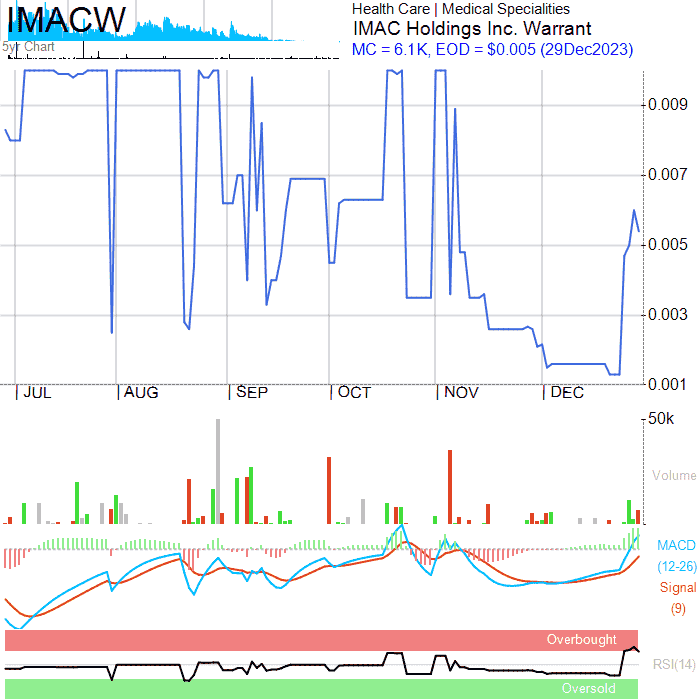 IMACW
Health Care | Medical Specialities
IMAC Holdings Inc. Warrant
5yr Chart
MC = 6.1K, EOD = $0.005 (29Dec2023)
0.009
0.007
0.005
0.003
0.001
| JUL | AUG | SEP | OCT | NOV | DEC
50k
Volume
MACD
(12-26)
Signal
(9)
Overbought
RSI(14)
Oversold